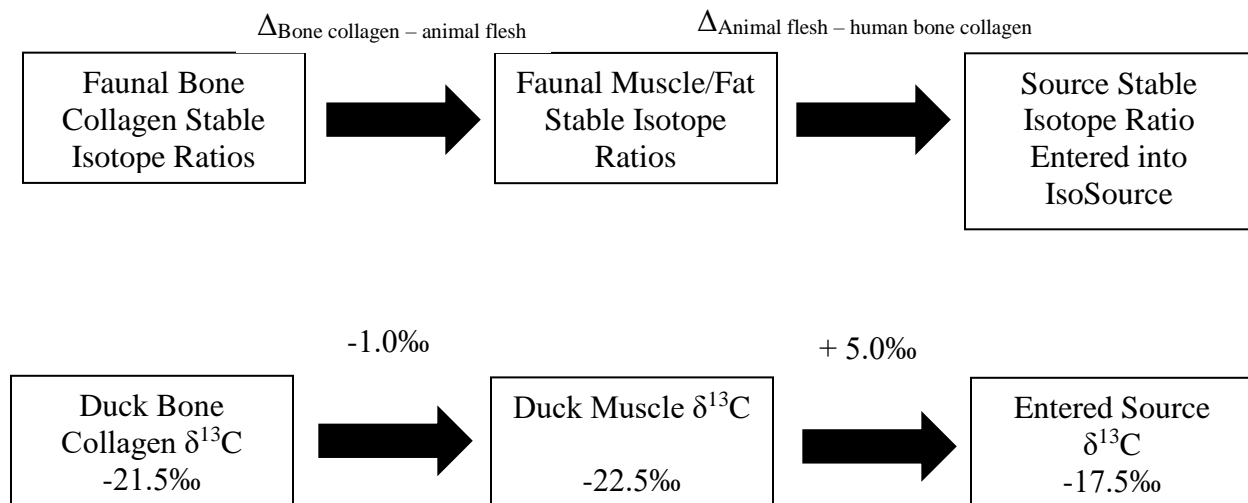 ΔBone collagen – animal flesh
ΔAnimal flesh – human bone collagen
Faunal Bone
Collagen Stable
Isotope Ratios
Faunal Muscle/Fat
Stable Isotope
Ratios
Source Stable
Isotope Ratio
Entered into
IsoSource
-1.0‰
+ 5.0‰
Duck Bone
Collagen δ¹³C
-21.5‰
Duck Muscle δ¹³C
-22.5‰
Entered Source
δ¹³C
-17.5‰